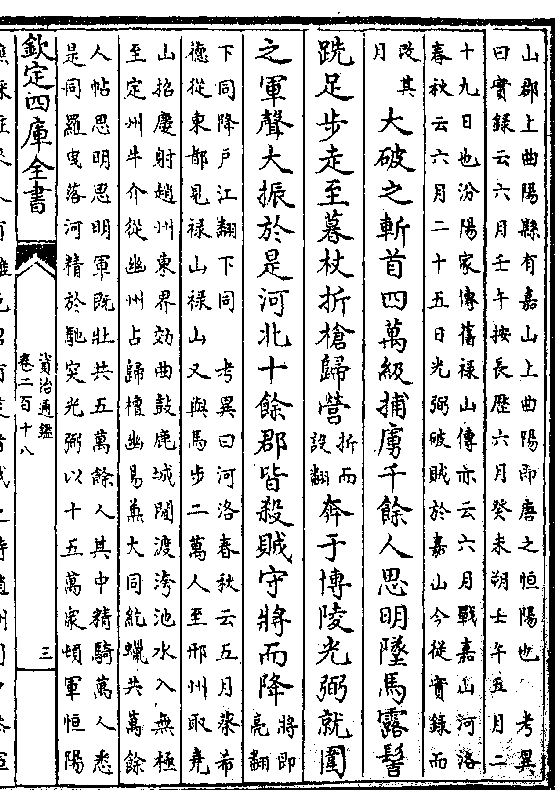 山郡上曲陽縣有嘉山上曲陽即唐之恒陽也　考異
曰實錄云六月壬午按長歷六月癸未朔壬午五月二
十九日也汾陽家傳舊祿山傳亦云六月戰嘉山河洛
春秋云六月二十五日光弼破賊於嘉山今從實錄而
改其
月
大破之斬首四萬級捕虜千餘人思明墜馬露髻
跣足步走至暮杖折槍歸營
折而
設翻
奔于博陵光弼就圍
之軍聲大振於是河北十餘郡皆殺賊守將而降
將即
亮翻
下同降户江翻下同　考異曰河洛春秋云五月蔡希
德從東都見祿山祿山又與馬步二萬人至邢州取堯
山招慶射趙州東界効曲鼓鹿城閒渡滂池水入無極
至定州牛介從幽州占歸檀幽易萬大同紇蠟共萬餘
人帖思明思明軍既壯共五萬餘人其中精騎萬人悉
是同羅曳落河精於馳突光弼以十五萬衆頓軍恒陽
欽定四庫全書
資治通鑑
卷二百十八
三